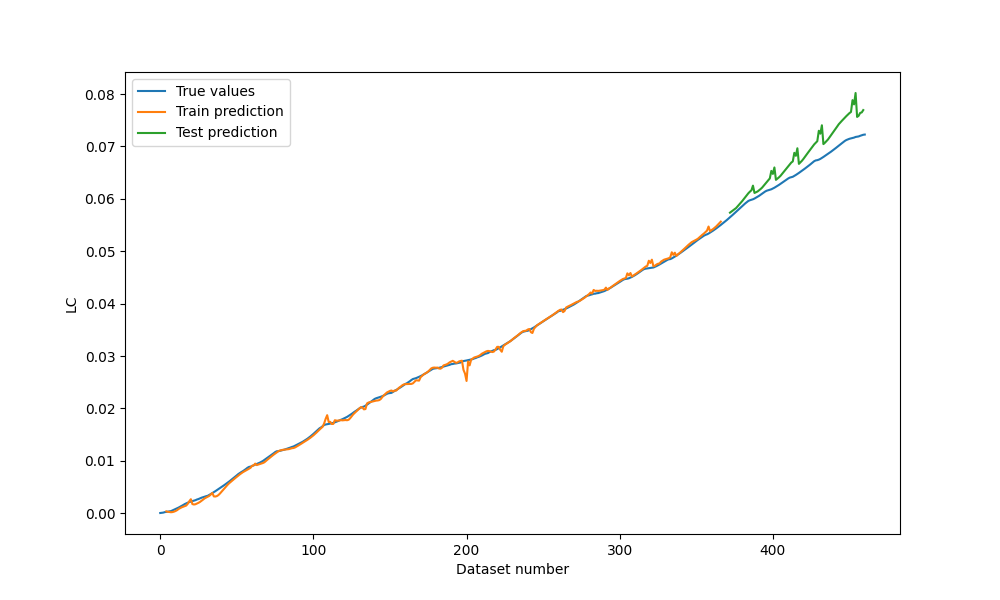 True values
Train prediction
Test prediction
0.08
0.07
0.06
0.05
0.04
0.03
0.02
0.01
0.00
LC
0 100 200 300 400
Dataset number